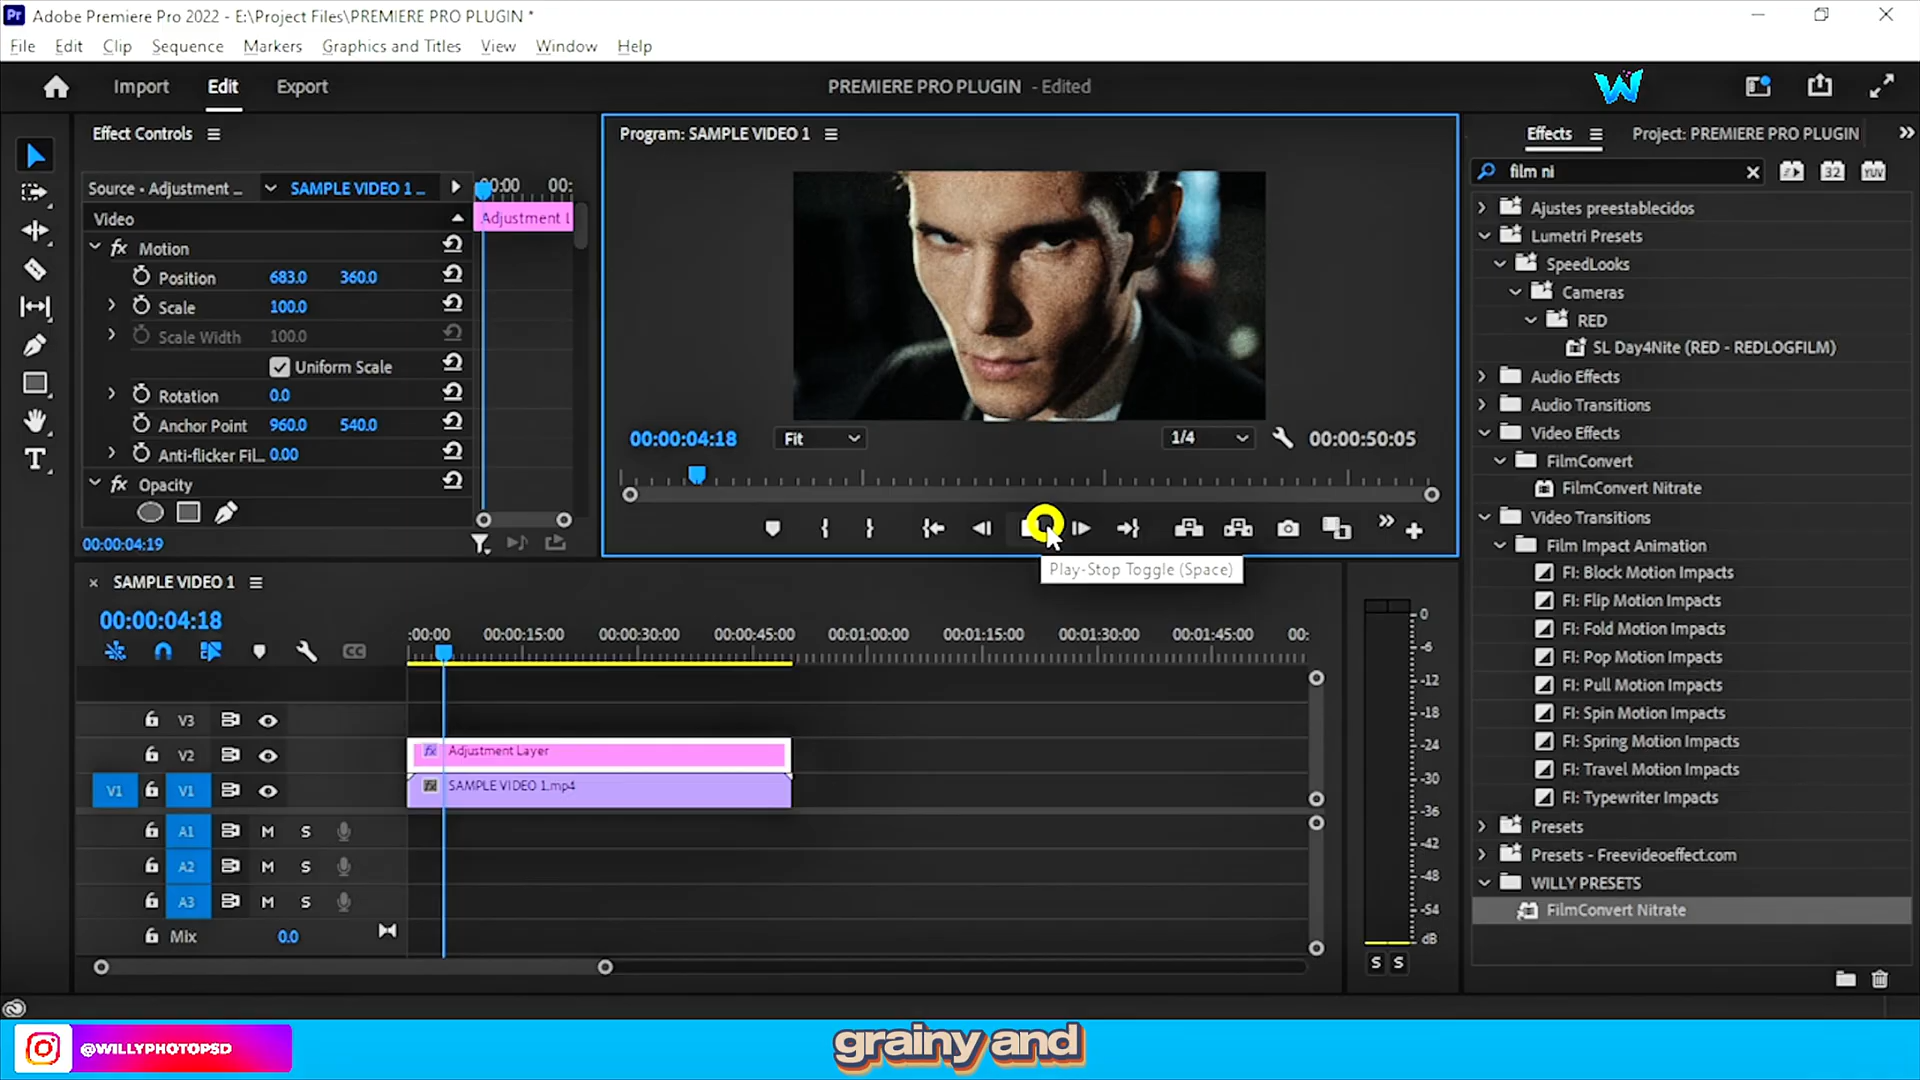 Pr Adobe Premiere Pro 2022 - E:\Project Files\PREMIERE PRO PLUGIN *
File Edit Clip Sequence Markers Graphics and Titles View Window Help
Import Edit Export
PREMIERE PRO PLUGIN - Edited
Effect Controls
Source • Adjustment ... SAMPLE VIDEO 1 ... :00:00 00:
Video Adjustment L
fx Motion
Position 683.0 360.0
Scale 100.0
Scale Width 100.0
Uniform Scale
Rotation 0.0
Anchor Point 960.0 540.0
Anti-flicker Fil... 0.00
fx Opacity
00:00:04:19
Program: SAMPLE VIDEO 1
00:00:04:18 Fit 1/4 00:00:50:05
Play-Stop Toggle (Space)
Effects Project: PREMIERE PRO PLUGIN
film ni 32 YUV
Ajustes preestablecidos
Lumetri Presets
SpeedLooks
Cameras
RED
SL Day4Nite (RED - REDLOGFILM)
Audio Effects
Audio Transitions
Video Effects
FilmConvert
FilmConvert Nitrate
Video Transitions
Film Impact Animation
FI: Block Motion Impacts
FI: Flip Motion Impacts
FI: Fold Motion Impacts
FI: Pop Motion Impacts
FI: Pull Motion Impacts
FI: Spin Motion Impacts
FI: Spring Motion Impacts
FI: Travel Motion Impacts
FI: Typewriter Impacts
Presets
Presets - Freevideoeffect.com
WILLY PRESETS
FilmConvert Nitrate
SAMPLE VIDEO 1
00:00:04:18
:00:00 00:00:15:00 00:00:30:00 00:00:45:00 00:01:00:00 00:01:15:00 00:01:30:00 00:01:45:00 00:
CC
V3
V2 fx Adjustment Layer
V1 V1 fx SAMPLE VIDEO 1.mp4
A1 M S
A2 M S
A3 M S
Mix 0.0
0
-6
-12
-18
-24
-30
-36
-42
-48
-54
dB
S S
@WILLYPHOTOPSD
grainy and